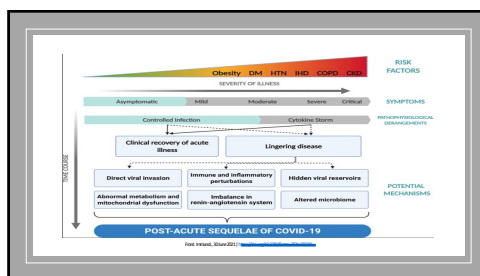 RISK
FACTORS
Obesity DM HTN IHD COPD CKD
SEVERITY OF ILLNESS
Asymptomatic Mild Moderate Severe Critical
SYMPTOMS
Controlled Infection Cytokine Storm
PATHOPHYSIOLOGICAL
DERANGEMENTS
TIME COURSE
Clinical recovery of acute
illness
Lingering disease
Direct viral invasion
Immune and inflammatory
perturbations
Hidden viral reservoirs
Abnormal metabolism and
mitochondrial dysfunction
Imbalance in
renin-angiotensin system
Altered microbiome
POTENTIAL
MECHANISMS
POST-ACUTE SEQUELAE OF COVID-19
Front. Immunol., 30 June 2021 |